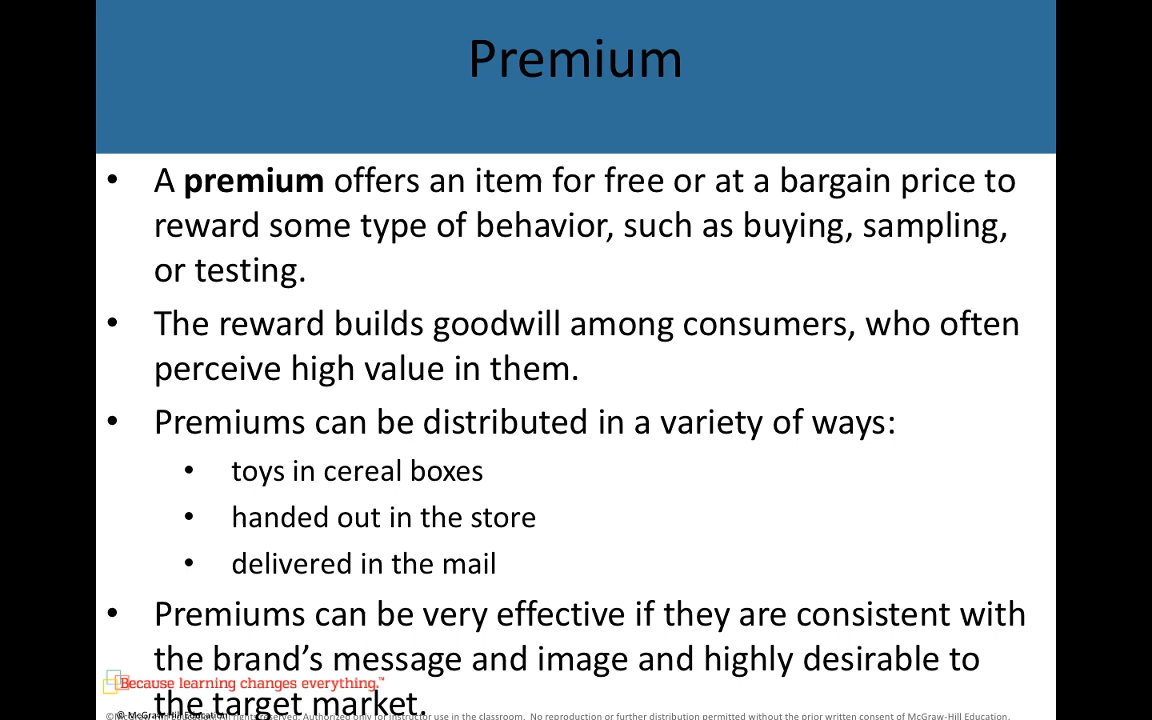 Premium
• A premium offers an item for free or at a bargain price to
reward some type of behavior, such as buying, sampling,
or testing.
• The reward builds goodwill among consumers, who often
perceive high value in them.
• Premiums can be distributed in a variety of ways:
• toys in cereal boxes
• handed out in the store
• delivered in the mail
• Premiums can be very effective if they are consistent with
the brand’s message and image and highly desirable to
the target market.
Because learning changes everything.™
©McGraw-Hill Education. All rights reserved. Authorized only for instructor use in the classroom. No reproduction or further distribution permitted without the prior written consent of McGraw-Hill Education.